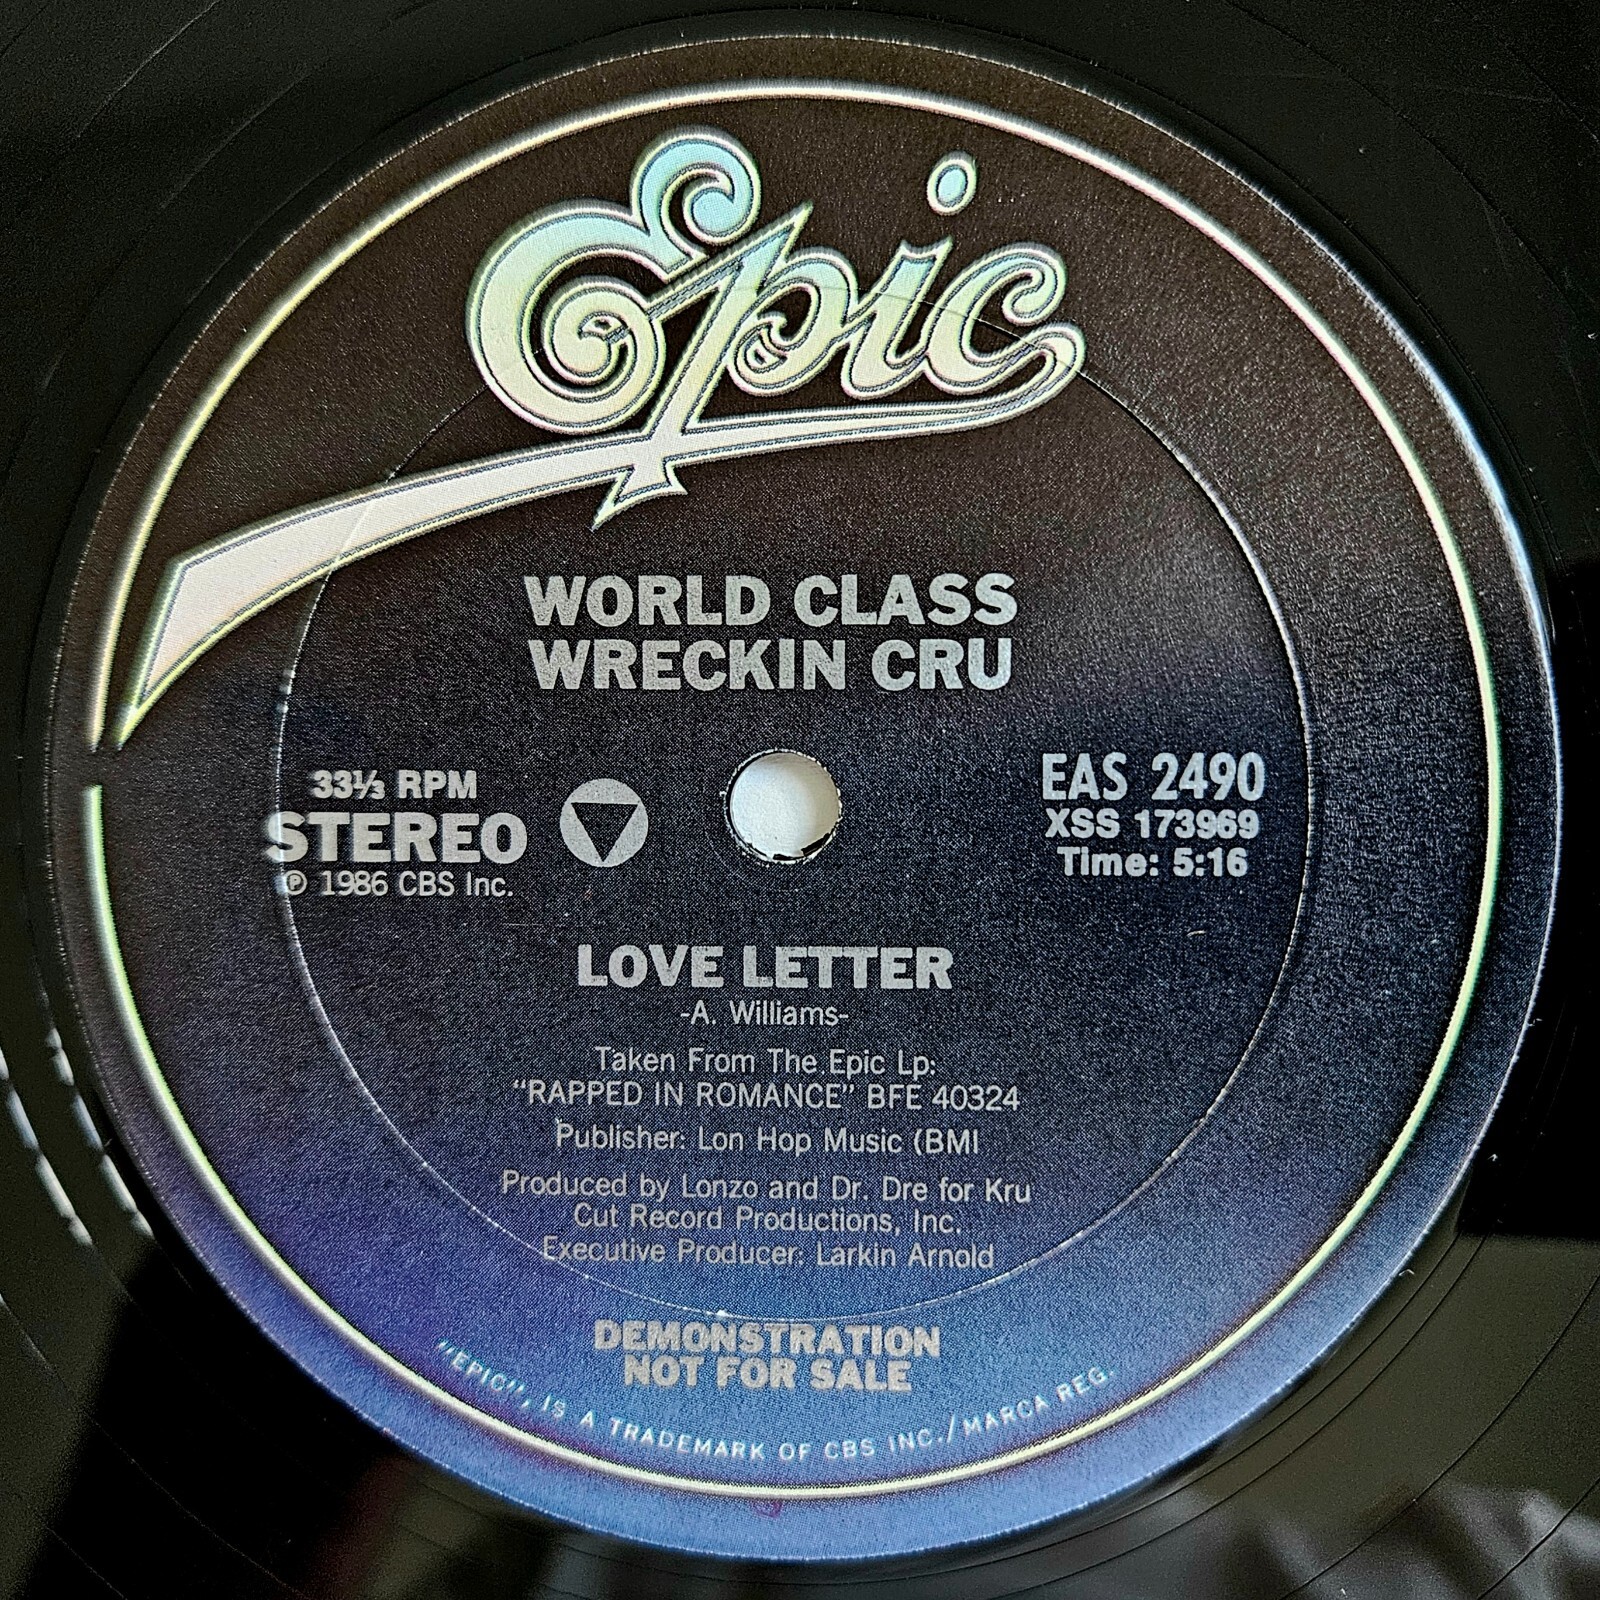 Epic
WORLD CLASS
WRECKIN CRU
33⅓ RPM
STEREO
℗ 1986 CBS Inc.
EAS 2490
XSS 173969
Time: 5:16
LOVE LETTER
-A. Williams-
Taken From The Epic Lp:
“RAPPED IN ROMANCE” BFE 40324
Publisher: Lon Hop Music (BMI
Produced by Lonzo and Dr. Dre for Kru
Cut Record Productions, Inc.
Executive Producer: Larkin Arnold
DEMONSTRATION
NOT FOR SALE
“EPIC”, IS A TRADEMARK OF CBS INC./MARCA REG.